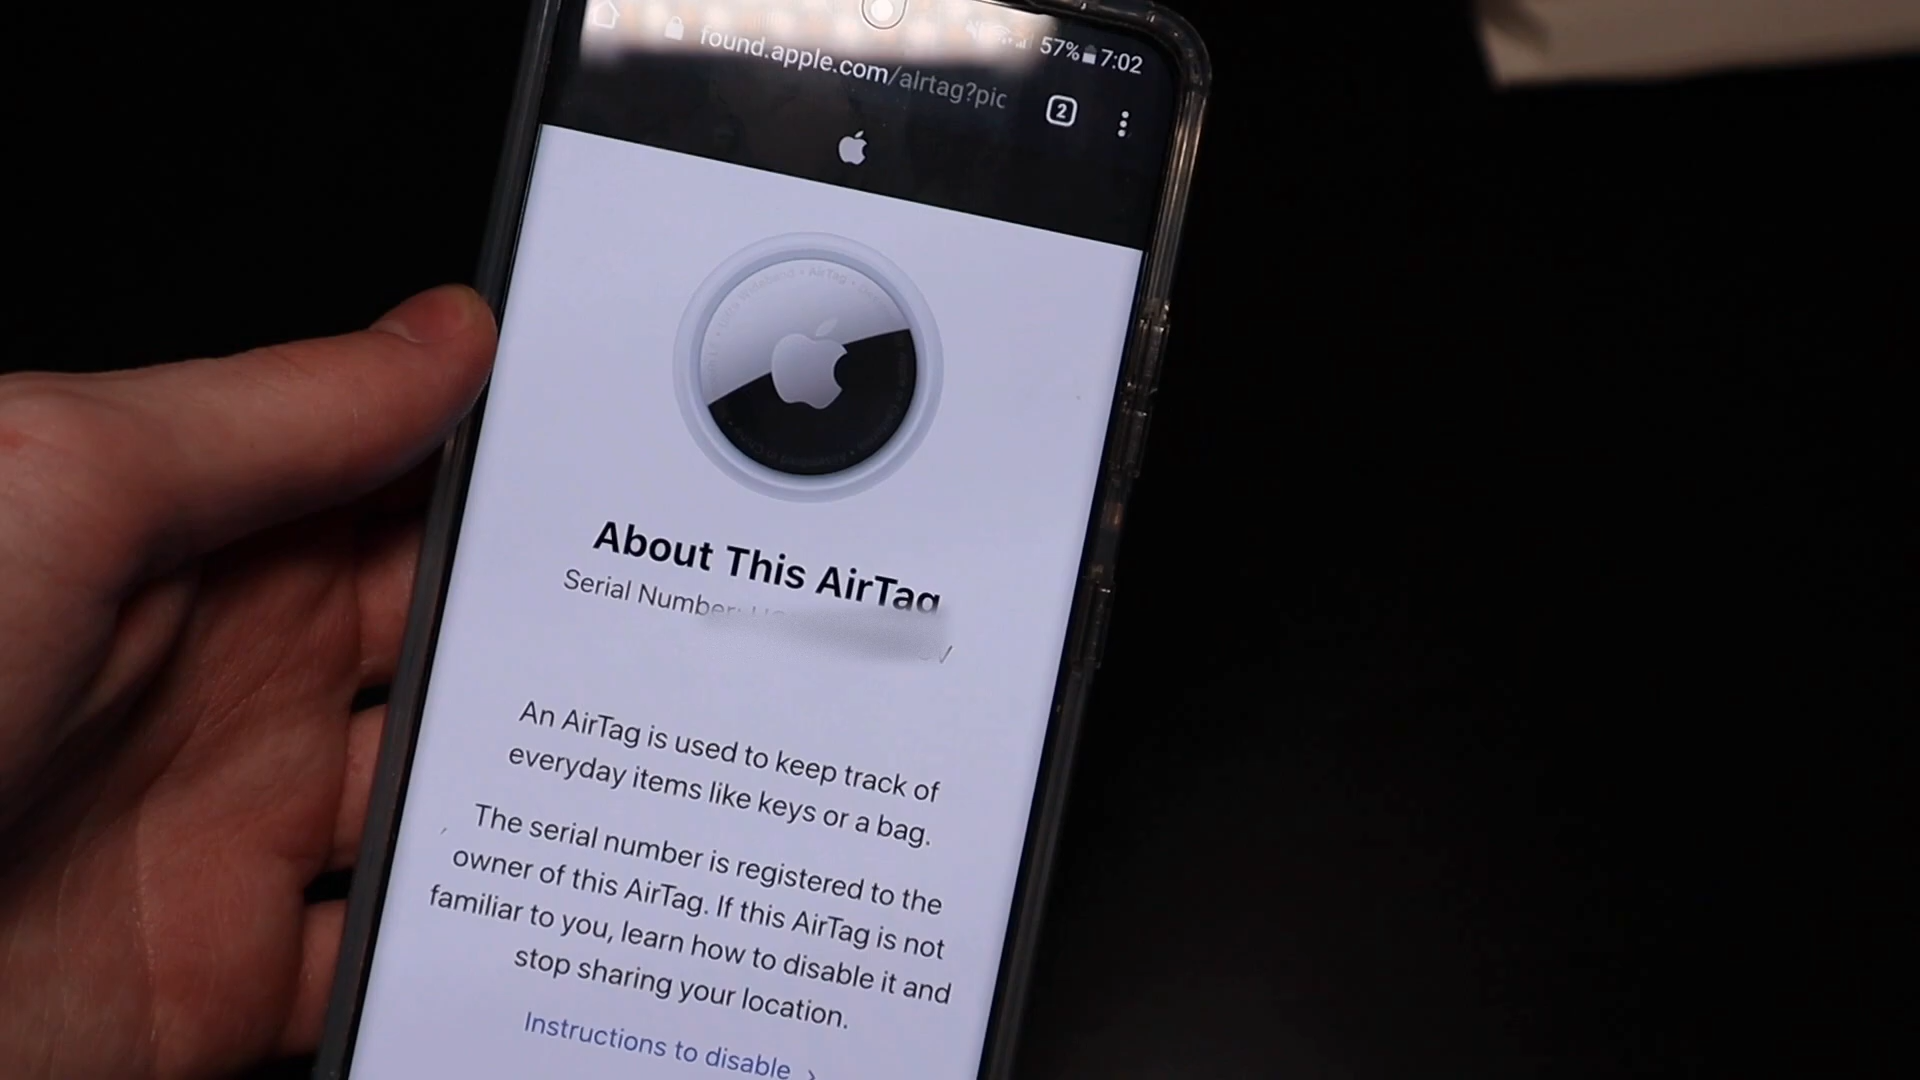 57% 7:02
found.apple.com/airtag?pic
2
AirTag
About This AirTag
Serial Number:
An AirTag is used to keep track of
everyday items like keys or a bag.
The serial number is registered to the
owner of this AirTag. If this AirTag is not
familiar to you, learn how to disable it and
stop sharing your location.
Instructions to disable >